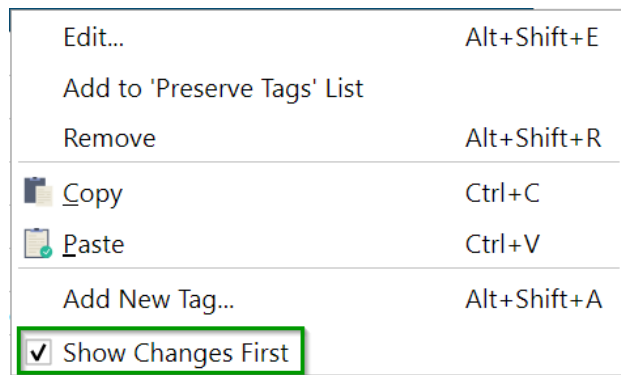 Edit... Alt+Shift+E
Add to 'Preserve Tags' List
Remove Alt+Shift+R
Copy Ctrl+C
Paste Ctrl+V
Add New Tag... Alt+Shift+A
Show Changes First